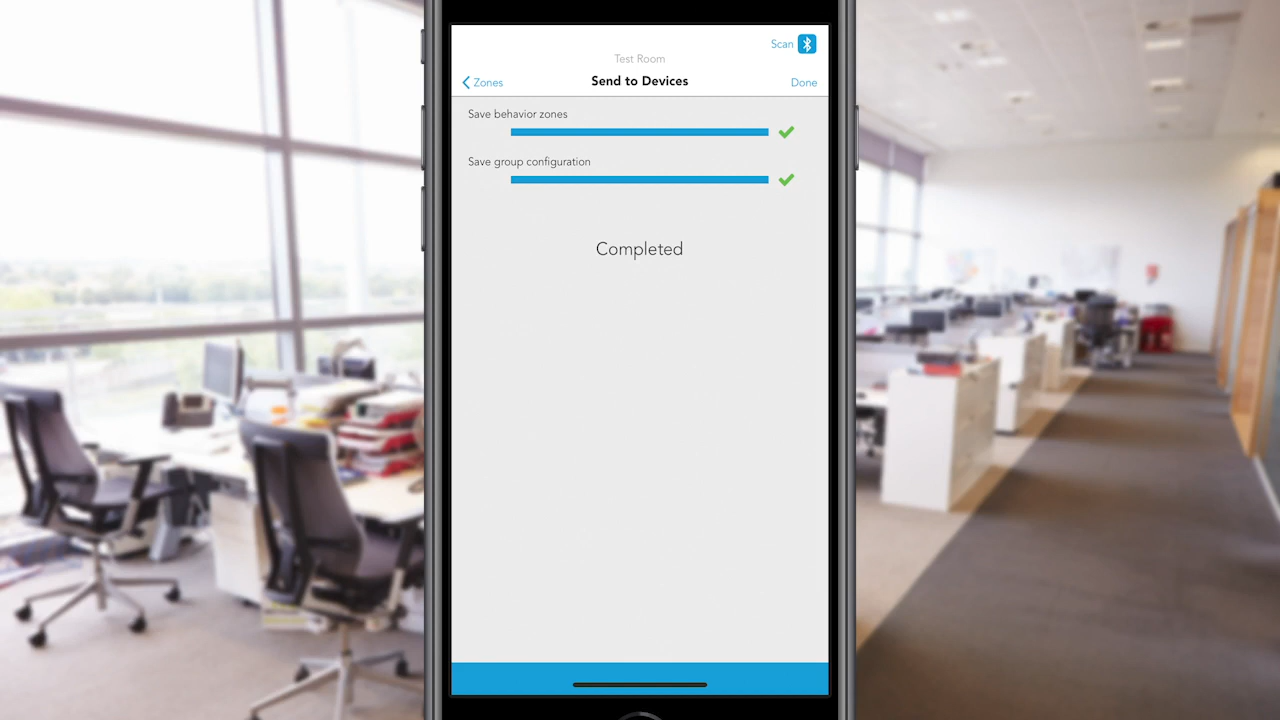 Scan
Test Room
Zones
Send to Devices
Done
Save behavior zones
Save group configuration
Completed